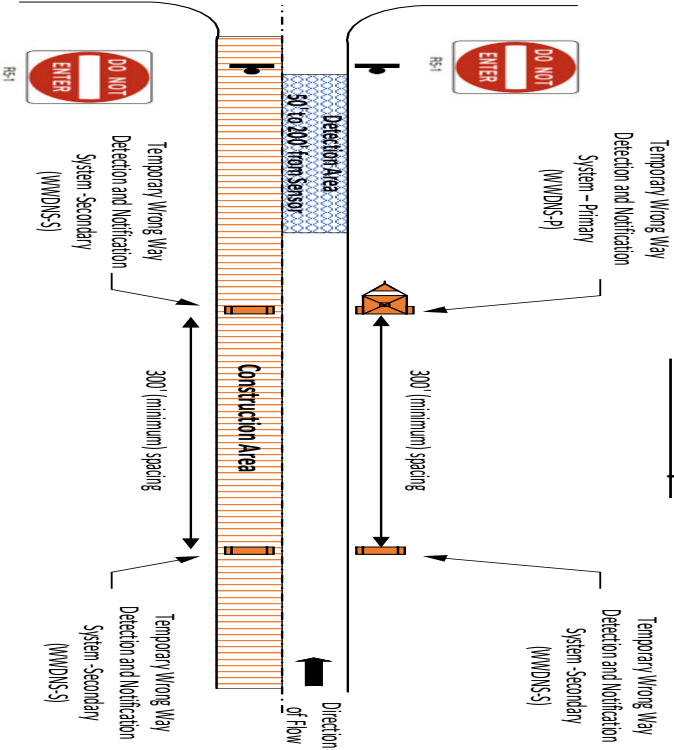 DO NOT
ENTER
R5-1
DO NOT
ENTER
R5-1
Temporary Wrong Way
Detection and Notification
System – Primary
(WWDNS-P)
Temporary Wrong Way
Detection and Notification
System -Secondary
(WWDNS-S)
Detection Area
50' to 200' from Sensor
300' (minimum) spacing
Construction Area
300' (minimum) spacing
Temporary Wrong Way
Detection and Notification
System -Secondary
(WWDNS-S)
Direction
of Flow
Temporary Wrong Way
Detection and Notification
System -Secondary
(WWDNS-S)